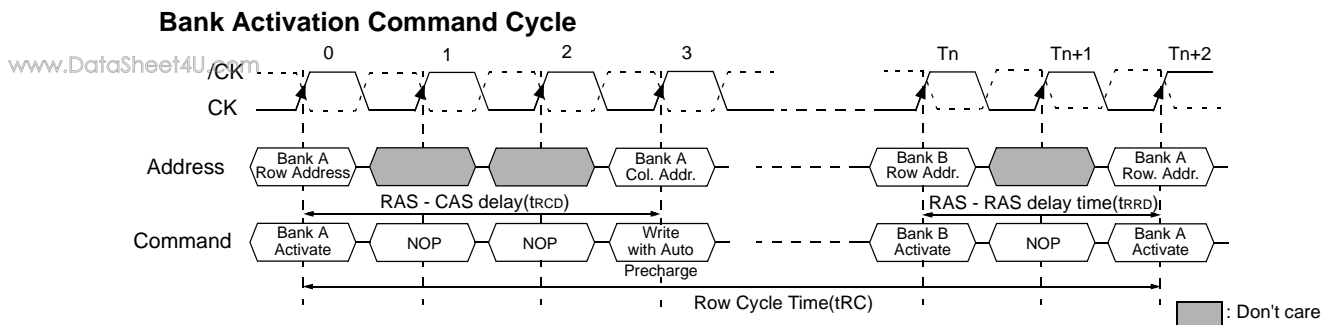 Bank Activation Command Cycle
www.DataSheet4U.com
0 1 2 3 Tn Tn+1 Tn+2
/CK
CK
Address
Bank A
Row Address
Bank A
Col. Addr.
Bank B
Row Addr.
Bank A
Row. Addr.
RAS - CAS delay(tRCD)
RAS - RAS delay time(tRRD)
Command
Bank A
Activate
NOP
NOP
Write
with Auto
Precharge
Bank B
Activate
NOP
Bank A
Activate
Row Cycle Time(tRC)
: Don't care